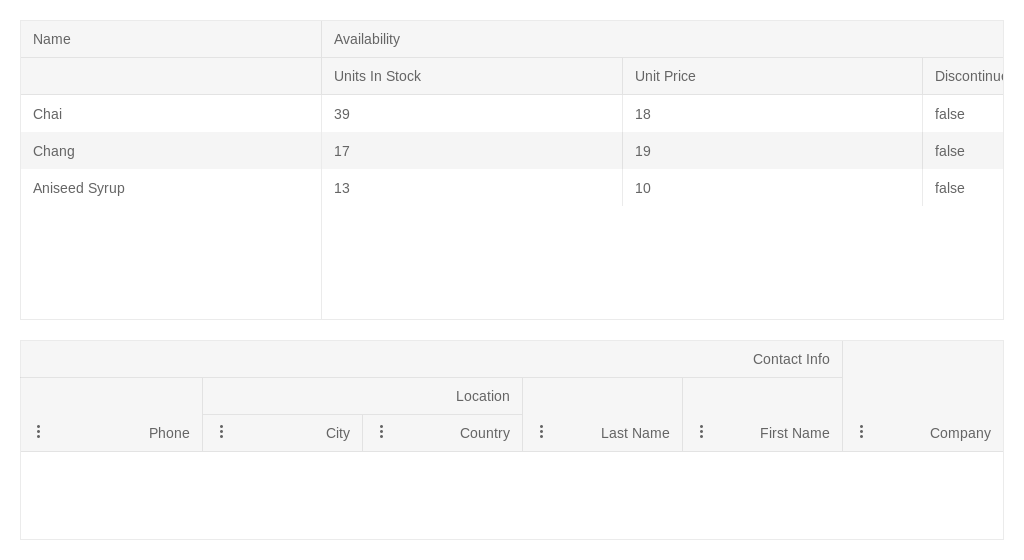 Name Availability
Units In Stock Unit Price Discontinue
Chai 39 18 false
Chang 17 19 false
Aniseed Syrup 13 10 false
Contact Info
Location
Phone City Country Last Name First Name Company